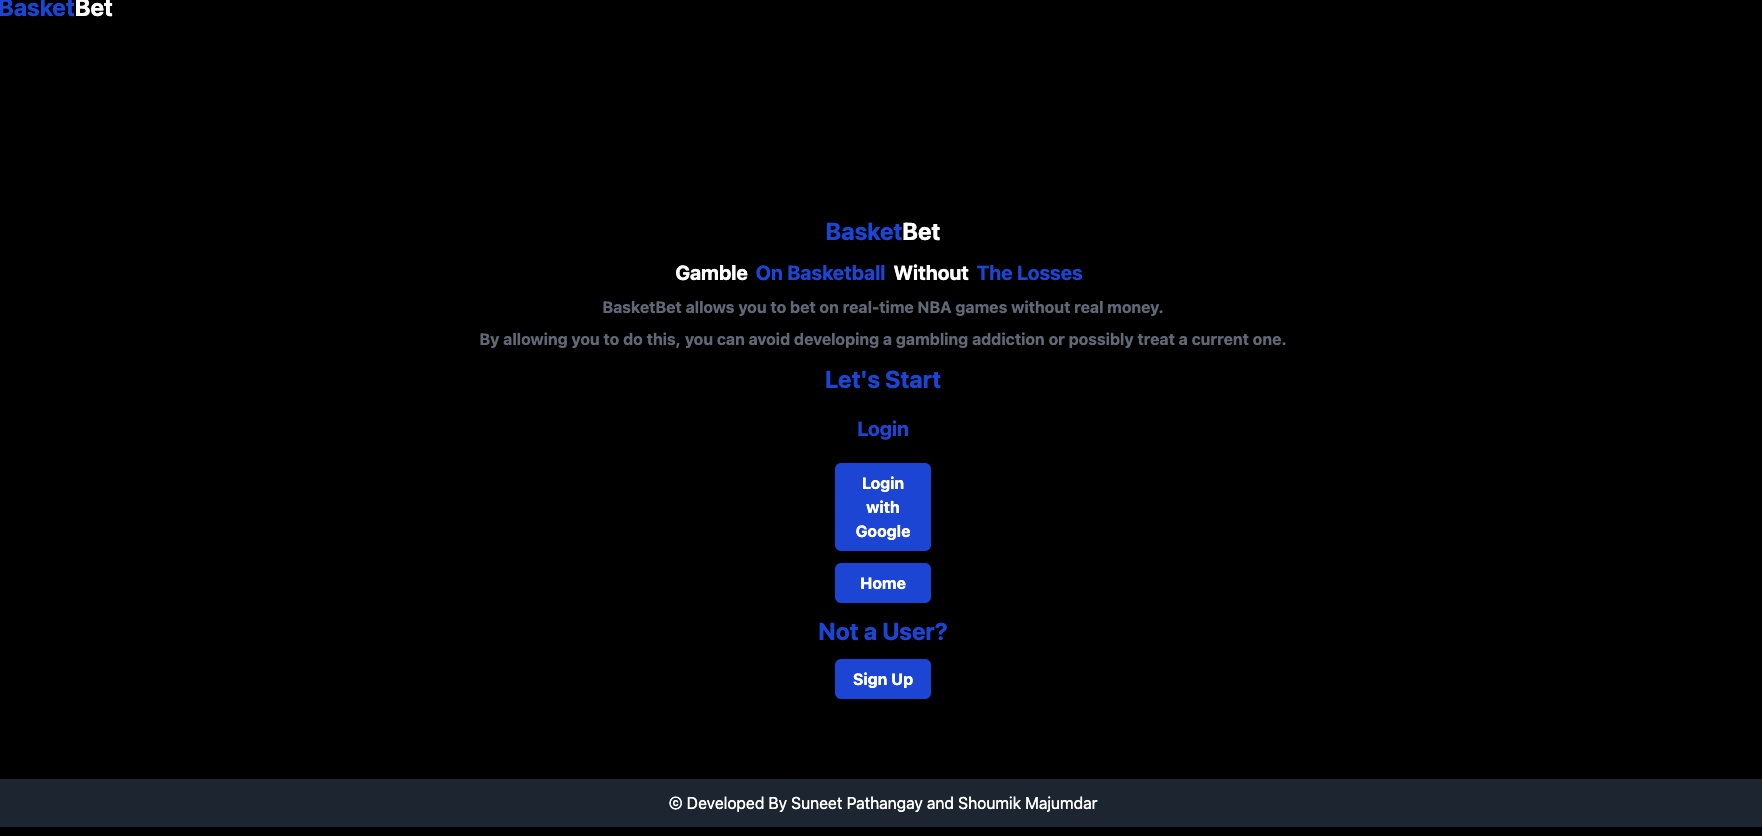 BasketBet
BasketBet
Gamble On Basketball Without The Losses
BasketBet allows you to bet on real-time NBA games without real money.
By allowing you to do this, you can avoid developing a gambling addiction or possibly treat a current one.
Let's Start
Login
Login
with
Google
Home
Not a User?
Sign Up
© Developed By Suneet Pathangay and Shoumik Majumdar